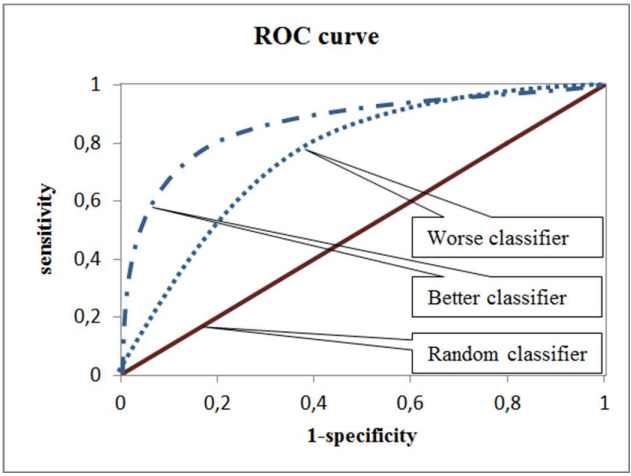 ROC curve
1
0,8
0,6
0,4
0,2
0
sensitivity
Worse classifier
Better classifier
Random classifier
0 0,2 0,4 0,6 0,8 1
1-specificity